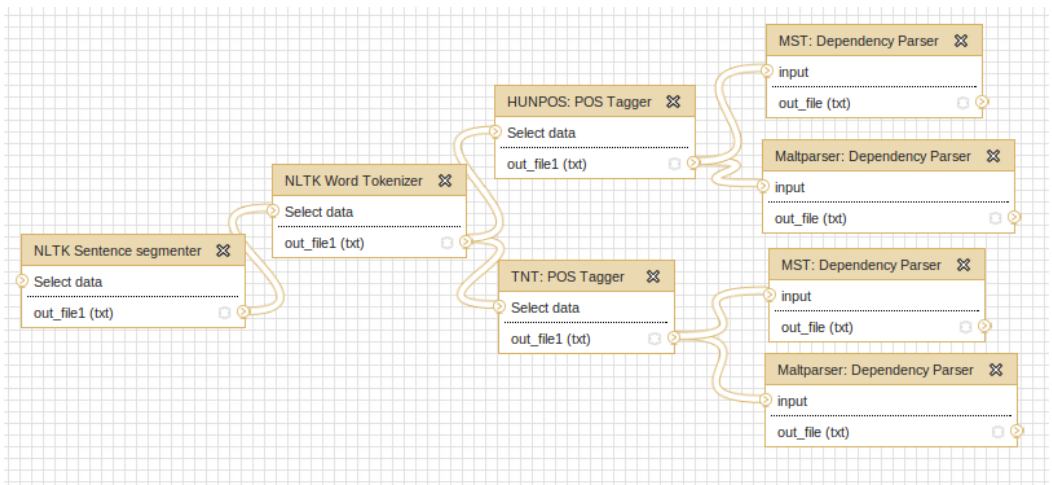 NLTK Sentence segmenter
Select data
out_file1 (txt)
NLTK Word Tokenizer
Select data
out_file1 (txt)
HUNPOS: POS Tagger
Select data
out_file1 (txt)
TNT: POS Tagger
Select data
out_file1 (txt)
MST: Dependency Parser
input
out_file (txt)
Maltparser: Dependency Parser
input
out_file (txt)
MST: Dependency Parser
input
out_file (txt)
Maltparser: Dependency Parser
input
out_file (txt)